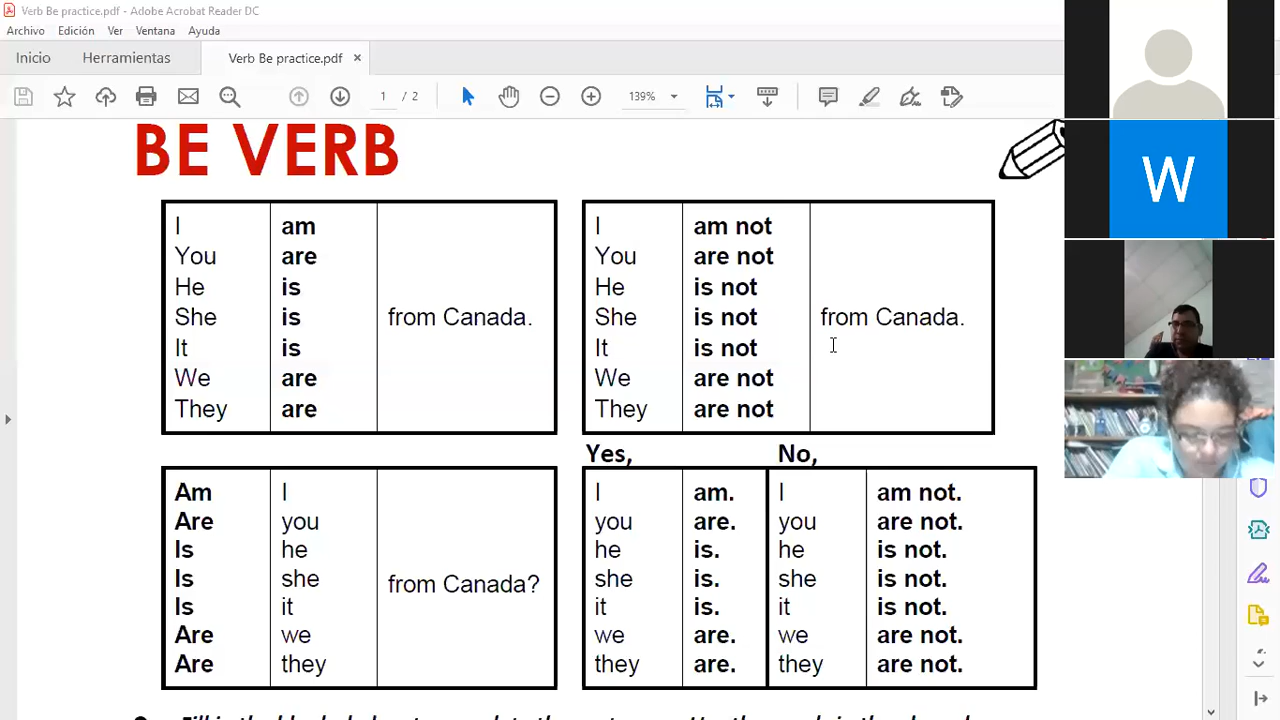 Verb Be practice.pdf - Adobe Acrobat Reader DC
Archivo Edición Ver Ventana Ayuda
Inicio Herramientas Verb Be practice.pdf ×
1 / 2 139%
W
BE VERB
I am
You are
He is
She is from Canada.
It is
We are
They are
I am not
You are not
He is not
She is not from Canada.
It is not
We are not
They are not
Am I
Are you
Is he
Is she from Canada?
Is it
Are we
Are they
Yes, No,
I am. I am not.
you are. you are not.
he is. he is not.
she is. she is not.
it is. it is not.
we are. we are not.
they are. they are not.